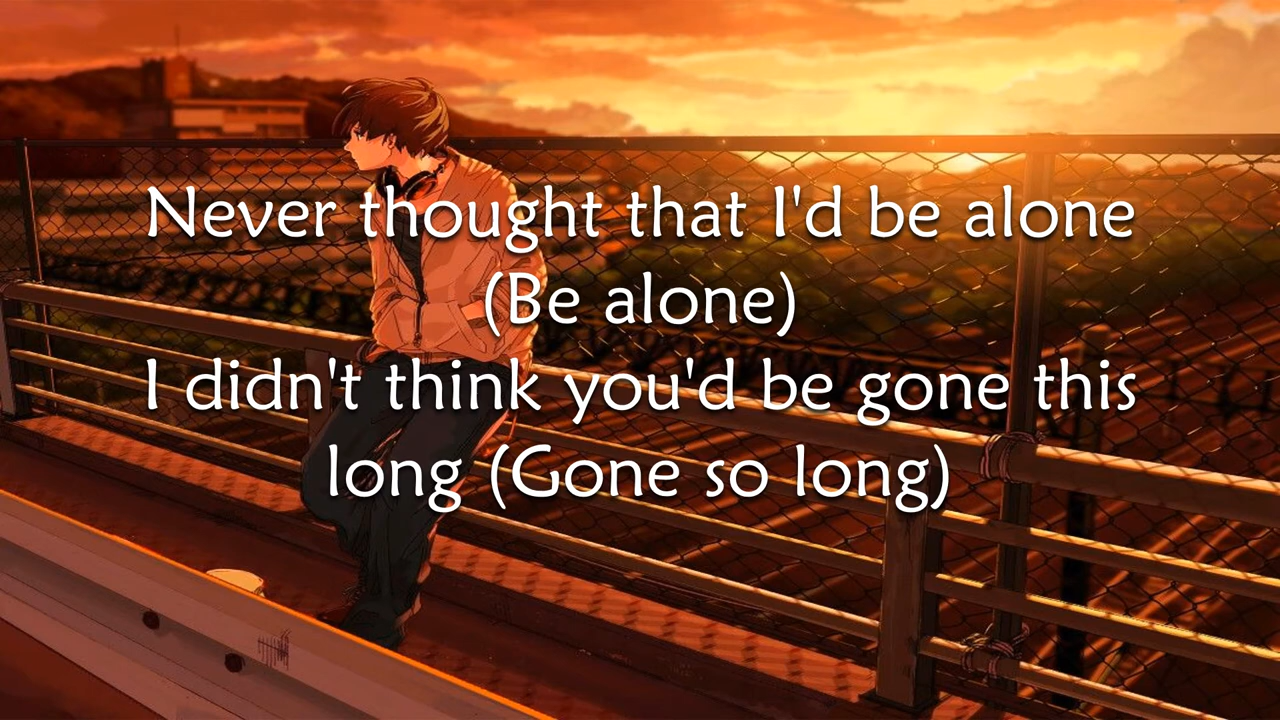 Never thought that I'd be alone
(Be alone)
I didn't think you'd be gone this
long (Gone so long)